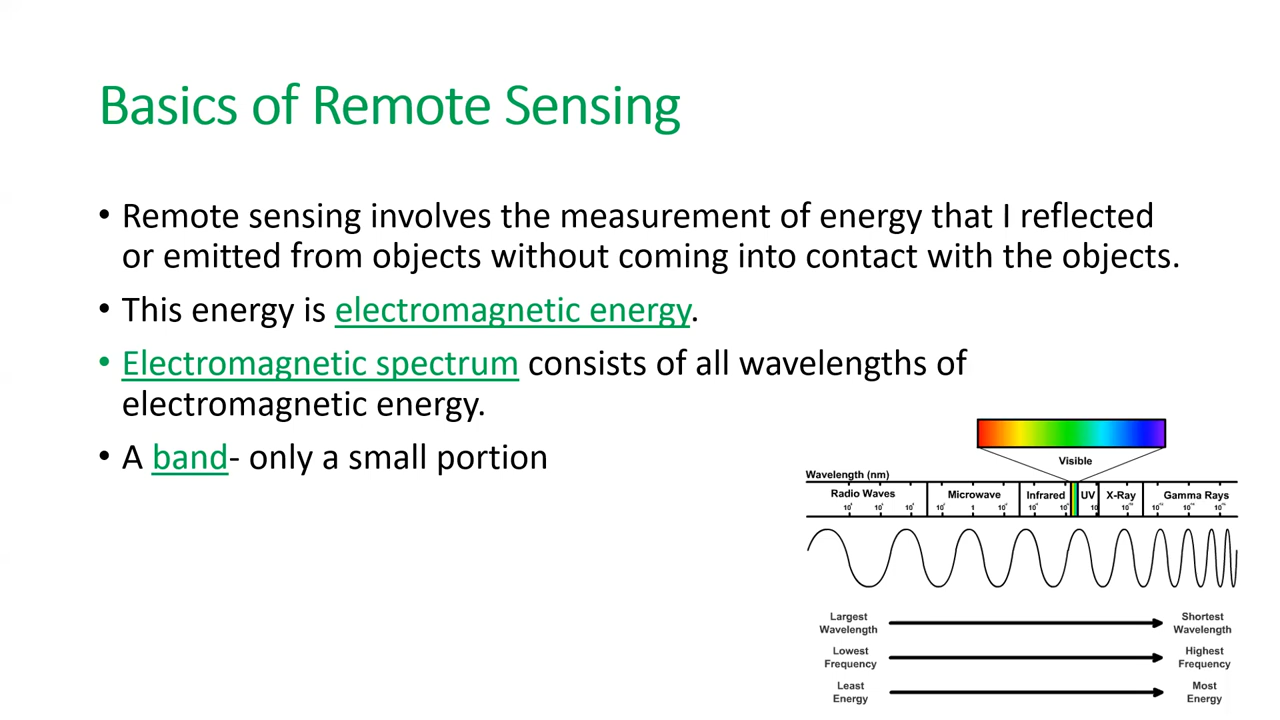 Basics of Remote Sensing
• Remote sensing involves the measurement of energy that I reflected
or emitted from objects without coming into contact with the objects.
• This energy is electromagnetic energy.
• Electromagnetic spectrum consists of all wavelengths of
electromagnetic energy.
• A band- only a small portion
Visible
Wavelength (nm)
Radio Waves Microwave Infrared UV X-Ray Gamma Rays
Largest
Wavelength
Shortest
Wavelength
Lowest
Frequency
Highest
Frequency
Least
Energy
Most
Energy